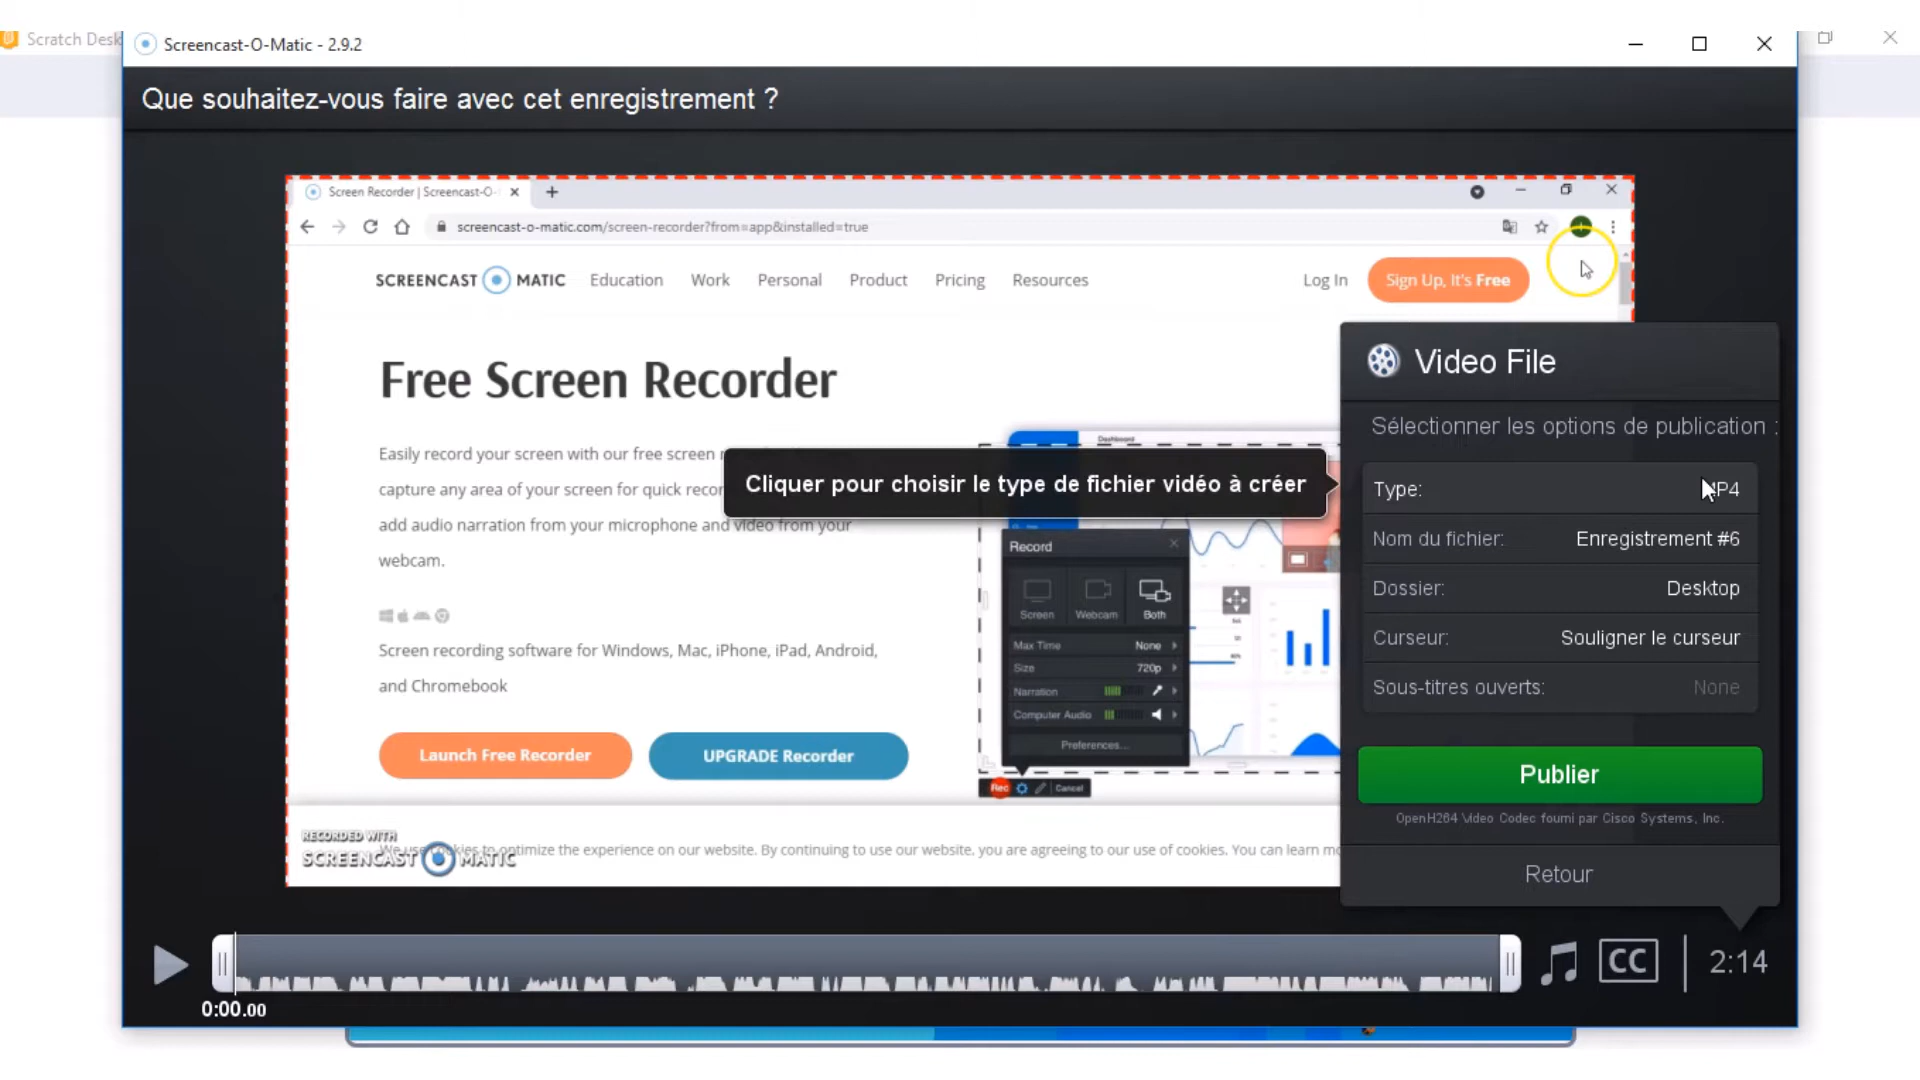 Scratch Desk
Screencast-O-Matic - 2.9.2
Que souhaitez-vous faire avec cet enregistrement ?
Screen Recorder | Screencast-O-
screencast-o-matic.com/screen-recorder?from=app&installed=true
SCREENCAST MATIC Education Work Personal Product Pricing Resources Log In Sign Up, It's Free
Free Screen Recorder
Easily record your screen with our free screen
capture any area of your screen for quick
add audio narration from your microphone and video from your
webcam.
Screen recording software for Windows, Mac, iPhone, iPad, Android,
and Chromebook
Launch Free Recorder UPGRADE Recorder
Cliquer pour choisir le type de fichier vidéo à créer
Dashboard
Record
Screen Webcam Both
Max Time None
Size 720p
Narration
Computer Audio
Preferences...
Rec Cancel
RECORDED WITH
SCREENCAST MATIC
We use cookies to optimize the experience on our website. By continuing to use our website, you are agreeing to our use of cookies. You can learn
Video File
Sélectionner les options de publication :
Type: MP4
Nom du fichier: Enregistrement #6
Dossier: Desktop
Curseur: Souligner le curseur
Sous-titres ouverts: None
Publier
OpenH264 Video Codec fourni par Cisco Systems, Inc.
Retour
0:00.00
CC
2:14